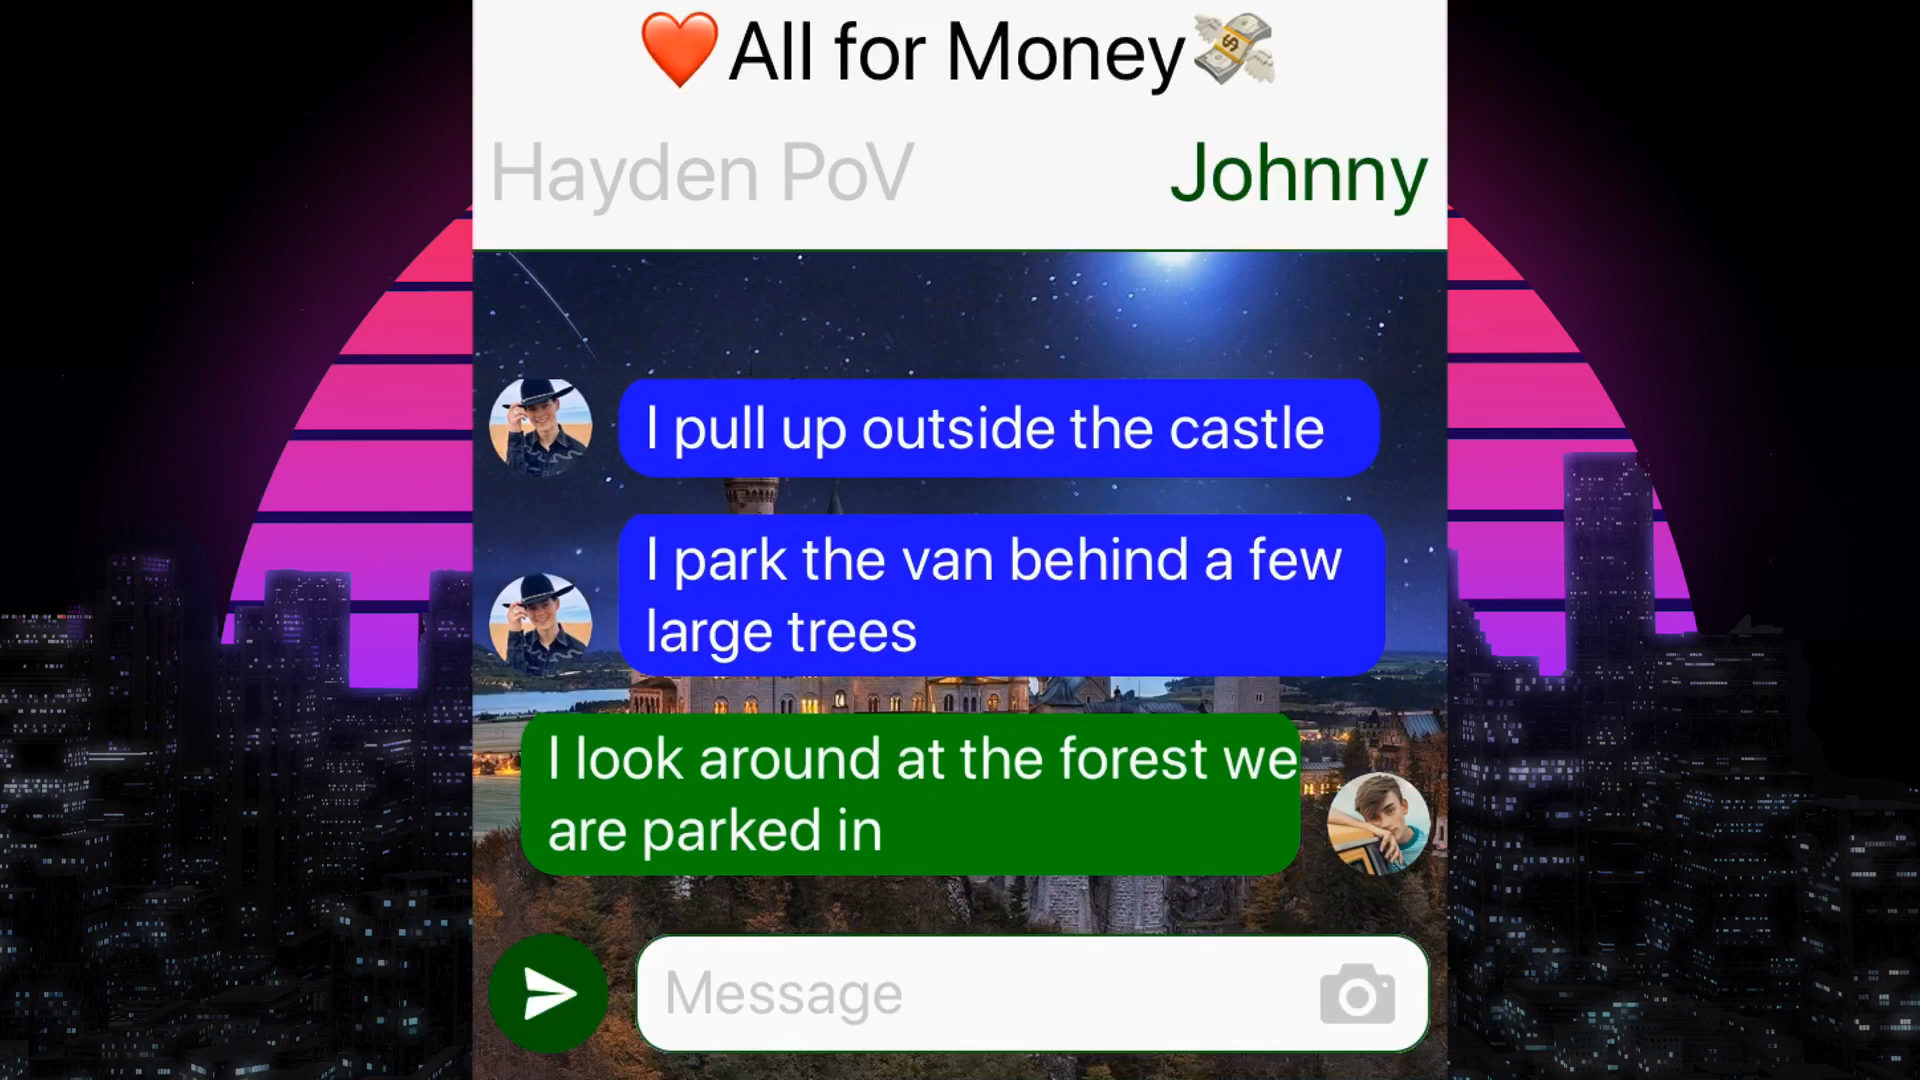 ❤️All for Money💸
Hayden PoV
Johnny
I pull up outside the castle
I park the van behind a few
large trees
I look around at the forest we
are parked in
Message